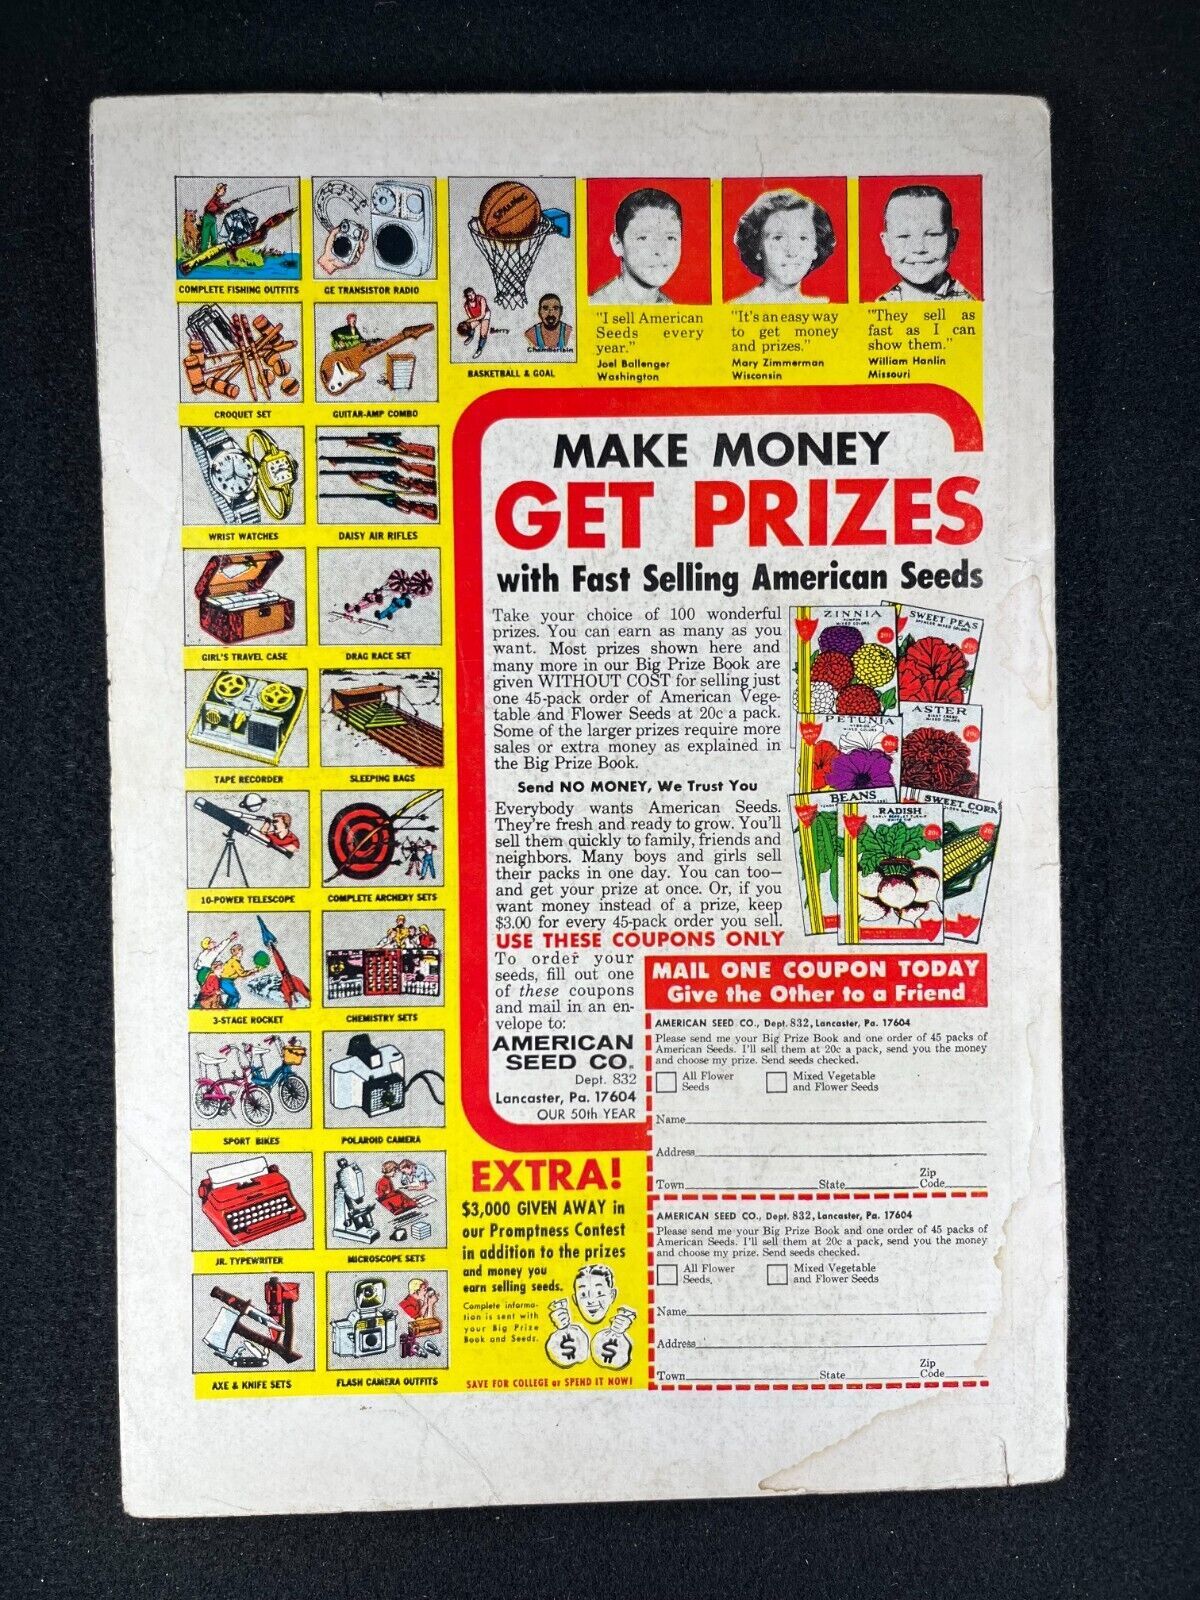 COMPLETE FISHING OUTFITS
GE TRANSISTOR RADIO
SPALDING
Berry
Chamberlain
BASKETBALL & GOAL
CROQUET SET
GUITAR-AMP COMBO
WRIST WATCHES
DAISY AIR RIFLES
GIRL'S TRAVEL CASE
DRAG RACE SET
TAPE RECORDER
SLEEPING BAGS
10-POWER TELESCOPE
COMPLETE ARCHERY SETS
3-STAGE ROCKET
CHEMISTRY SETS
SPORT BIKES
POLAROID CAMERA
JR. TYPEWRITER
MICROSCOPE SETS
AXE & KNIFE SETS
FLASH CAMERA OUTFITS
"I sell American
Seeds every
year."
Joel Ballenger
Washington
"It's an easy way
to get money
and prizes."
Mary Zimmerman
Wisconsin
"They sell as
fast as I can
show them."
William Hanlin
Missouri
MAKE MONEY
GET PRIZES
with Fast Selling American Seeds
Take your choice of 100 wonderful
prizes. You can earn as many as you
want. Most prizes shown here and
many more in our Big Prize Book are
given WITHOUT COST for selling just
one 45-pack order of American Vege-
table and Flower Seeds at 20c a pack.
Some of the larger prizes require more
sales or extra money as explained in
the Big Prize Book.
Send NO MONEY, We Trust You
Everybody wants American Seeds.
They're fresh and ready to grow. You'll
sell them quickly to family, friends and
neighbors. Many boys and girls sell
their packs in one day. You can too—
and get your prize at once. Or, if you
want money instead of a prize, keep
$3.00 for every 45-pack order you sell.
USE THESE COUPONS ONLY
To order your
seeds, fill out one
of these coupons
and mail in an en-
velope to:
AMERICAN
SEED CO.
Dept. 832
Lancaster, Pa. 17604
OUR 50th YEAR
ZINNIA
MIXED COLORS
20c
SWEET PEAS
MIXED COLORS
PETUNIA
MIXED COLORS
20c
ASTER
MIXED COLORS
BEANS
RADISH
20c
SWEET CORN
MAIL ONE COUPON TODAY
Give the Other to a Friend
AMERICAN SEED CO., Dept. 832, Lancaster, Pa. 17604
Please send me your Big Prize Book and one order of 45 packs of
American Seeds. I'll sell them at 20c a pack, send you the money
and choose my prize. Send seeds checked.
All Flower
Seeds
Mixed Vegetable
and Flower Seeds
Name
Address
Town State Zip Code
AMERICAN SEED CO., Dept. 832, Lancaster, Pa. 17604
Please send me your Big Prize Book and one order of 45 packs of
American Seeds. I'll sell them at 20c a pack, send you the money
and choose my prize. Send seeds checked.
All Flower
Seeds.
Mixed Vegetable
and Flower Seeds
Name
Address
Town State Zip Code
EXTRA!
$3,000 GIVEN AWAY in
our Promptness Contest
in addition to the prizes
and money you
earn selling seeds.
Complete informa-
tion is sent with
your Big Prize
Book and Seeds.
$ $
SAVE FOR COLLEGE or SPEND IT NOW!